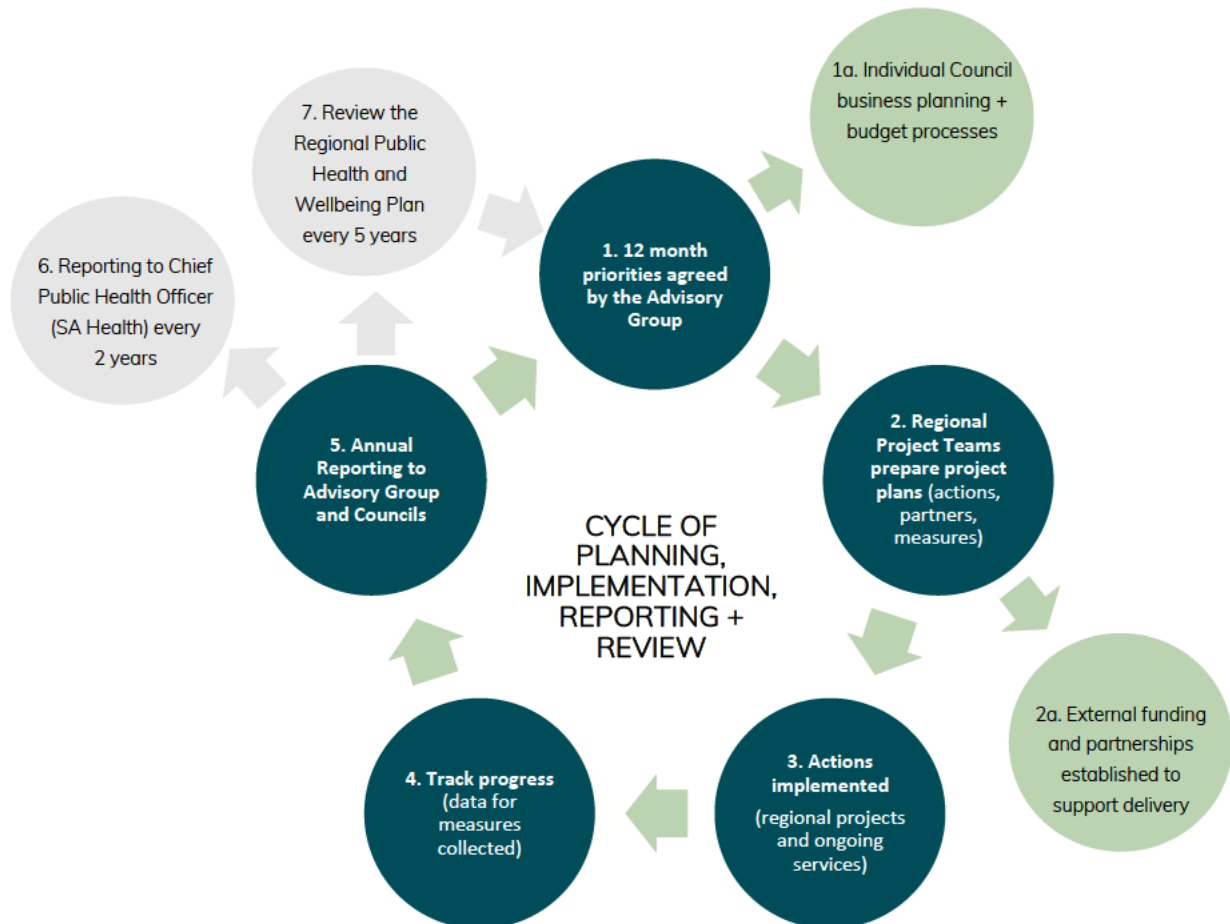 1a. Individual Council
business planning +
budget processes
7. Review the
Regional Public
Health and
Wellbeing Plan
every 5 years
1. 12 month
priorities agreed
by the Advisory
Group
6. Reporting to Chief
Public Health Officer
(SA Health) every
2 years
2. Regional
Project Teams
prepare project
plans (actions,
partners,
measures)
5. Annual
Reporting to
Advisory Group
and Councils
CYCLE OF
PLANNING,
IMPLEMENTATION,
REPORTING +
REVIEW
2a. External funding
and partnerships
established to
support delivery
3. Actions
implemented
(regional projects
and ongoing
services)
4. Track progress
(data for
measures
collected)